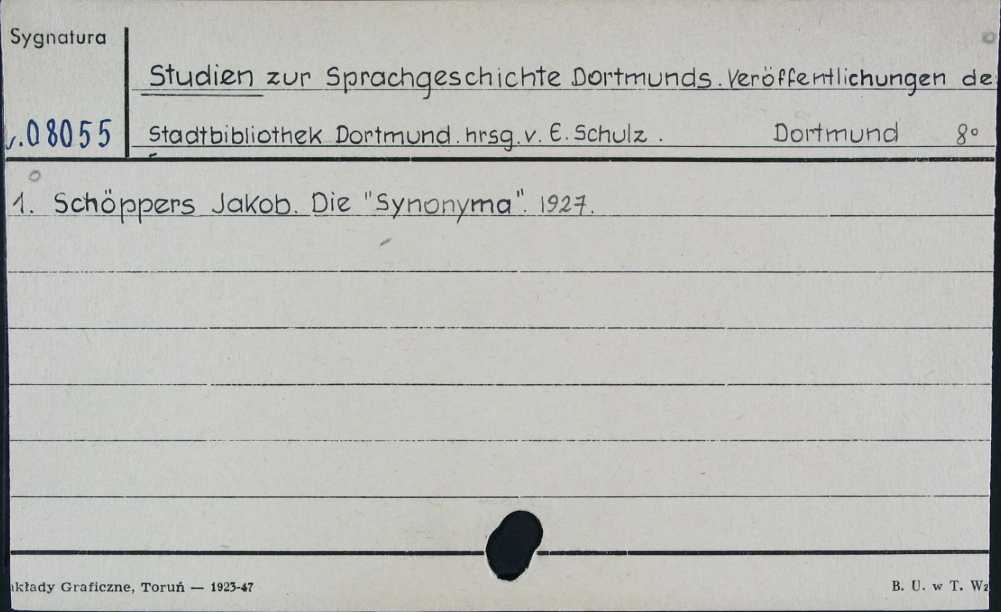 Sygnatura
Studien zur Sprachgeschichte Dortmunds. Veröffentlichungen de
v.08055 Stadtbibliothek Dortmund. hrsg. v. E. Schulz. Dortmund 8°
1. Schöppers Jakob. Die "Synonyma". 1927.
kłady Graficzne, Toruń — 1923-47 B. U. w T. Wz